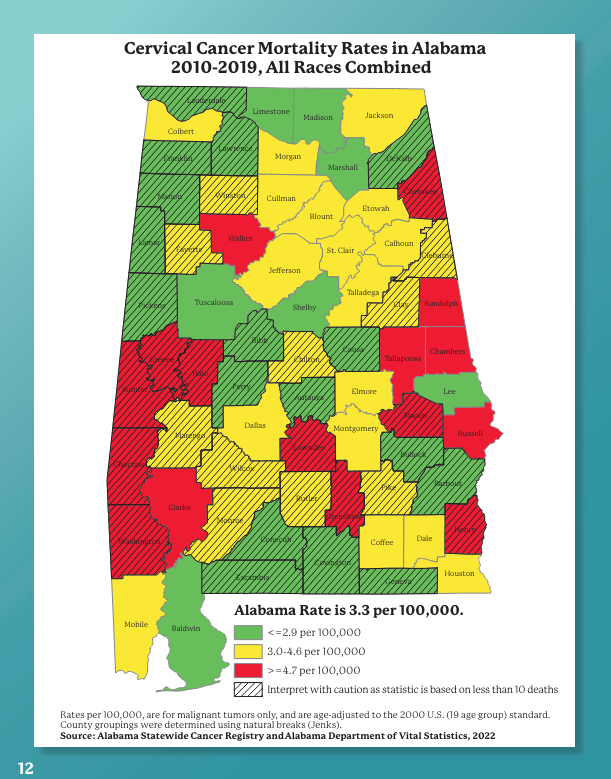 Cervical Cancer Mortality Rates in Alabama
2010-2019, All Races Combined
Lauderdale
Limestone
Madison
Jackson
Colbert
Lawrence
Franklin
Morgan
Marshall
DeKalb
Marion
Winston
Cullman
Cherokee
Etowah
Blount
Lamar
Fayette
Walker
Calhoun
Cleburne
St. Clair
Jefferson
Talladega
Clay
Randolph
Pickens
Tuscaloosa
Shelby
Bibb
Chilton
Coosa
Tallapoosa
Chambers
Greene
Hale
Sumter
Perry
Autauga
Elmore
Lee
Macon
Russell
Marengo
Dallas
Lowndes
Montgomery
Bullock
Choctaw
Wilcox
Butler
Pike
Barbour
Clarke
Monroe
Crenshaw
Henry
Washington
Conecuh
Covington
Coffee
Dale
Escambia
Geneva
Houston
Mobile
Baldwin
Alabama Rate is 3.3 per 100,000.
<=2.9 per 100,000
3.0-4.6 per 100,000
>=4.7 per 100,000
Interpret with caution as statistic is based on less than 10 deaths
Rates per 100,000, are for malignant tumors only, and are age-adjusted to the 2000 U.S. (19 age group) standard.
County groupings were determined using natural breaks (Jenks).
Source: Alabama Statewide Cancer Registry and Alabama Department of Vital Statistics, 2022
12